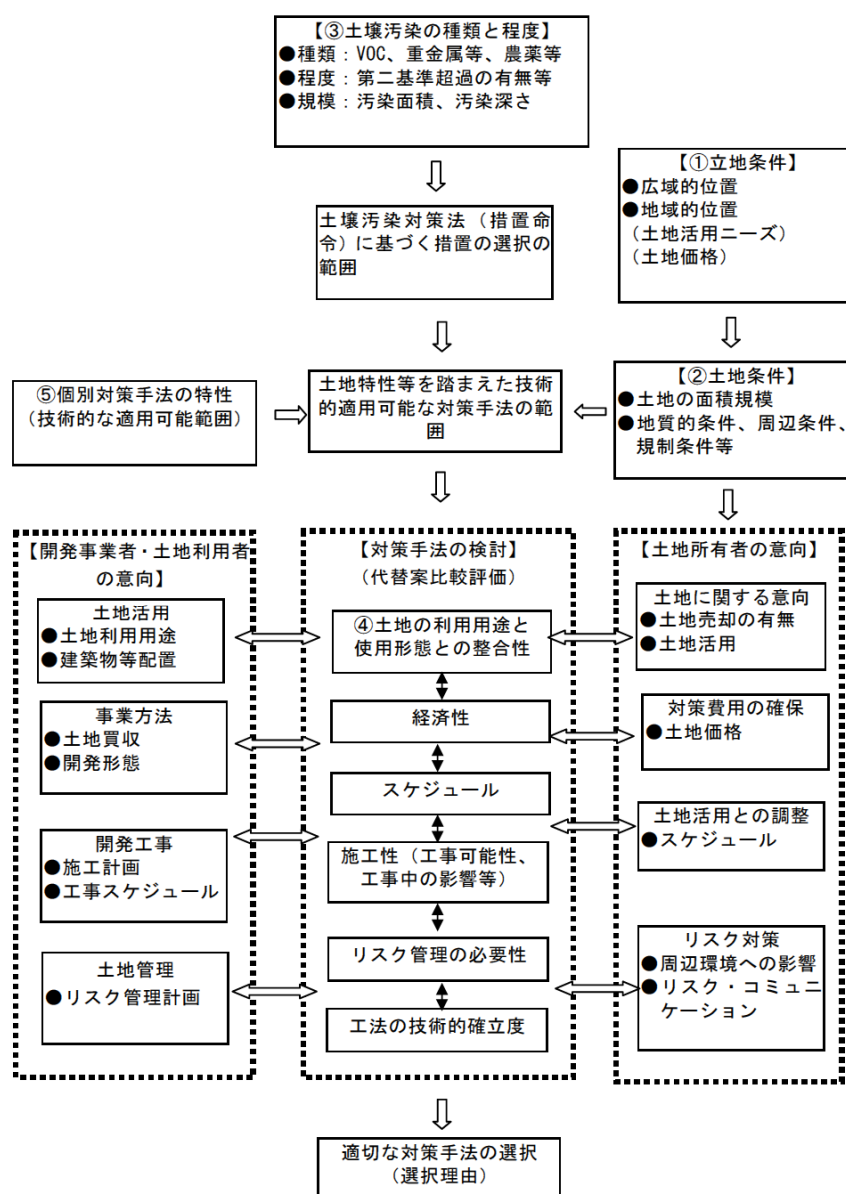 【③土壌汚染の種類と程度】
●種類：VOC、重金属等、農薬等
●程度：第二基準超過の有無等
●規模：汚染面積、汚染深さ
【①立地条件】
●広域的位置
●地域的位置
（土地活用ニーズ）
（土地価格）
土壌汚染対策法（措置命
令）に基づく措置の選択の
範囲
⑤個別対策手法の特性
（技術的な適用可能範囲）
土地特性等を踏まえた技術
的適用可能な対策手法の範
囲
【②土地条件】
●土地の面積規模
●地質的条件、周辺条件、
規制条件等
【開発事業者・土地利用者
の意向】
土地活用
●土地利用用途
●建築物等配置
事業方法
●土地買収
●開発形態
開発工事
●施工計画
●工事スケジュール
土地管理
●リスク管理計画
【対策手法の検討】
（代替案比較評価）
④土地の利用用途と
使用形態との整合性
経済性
スケジュール
施工性（工事可能性、
工事中の影響等）
リスク管理の必要性
工法の技術的確立度
【土地所有者の意向】
土地に関する意向
●土地売却の有無
●土地活用
対策費用の確保
●土地価格
土地活用との調整
●スケジュール
リスク対策
●周辺環境への影響
●リスク・コミュニ
ケーション
適切な対策手法の選択
（選択理由）